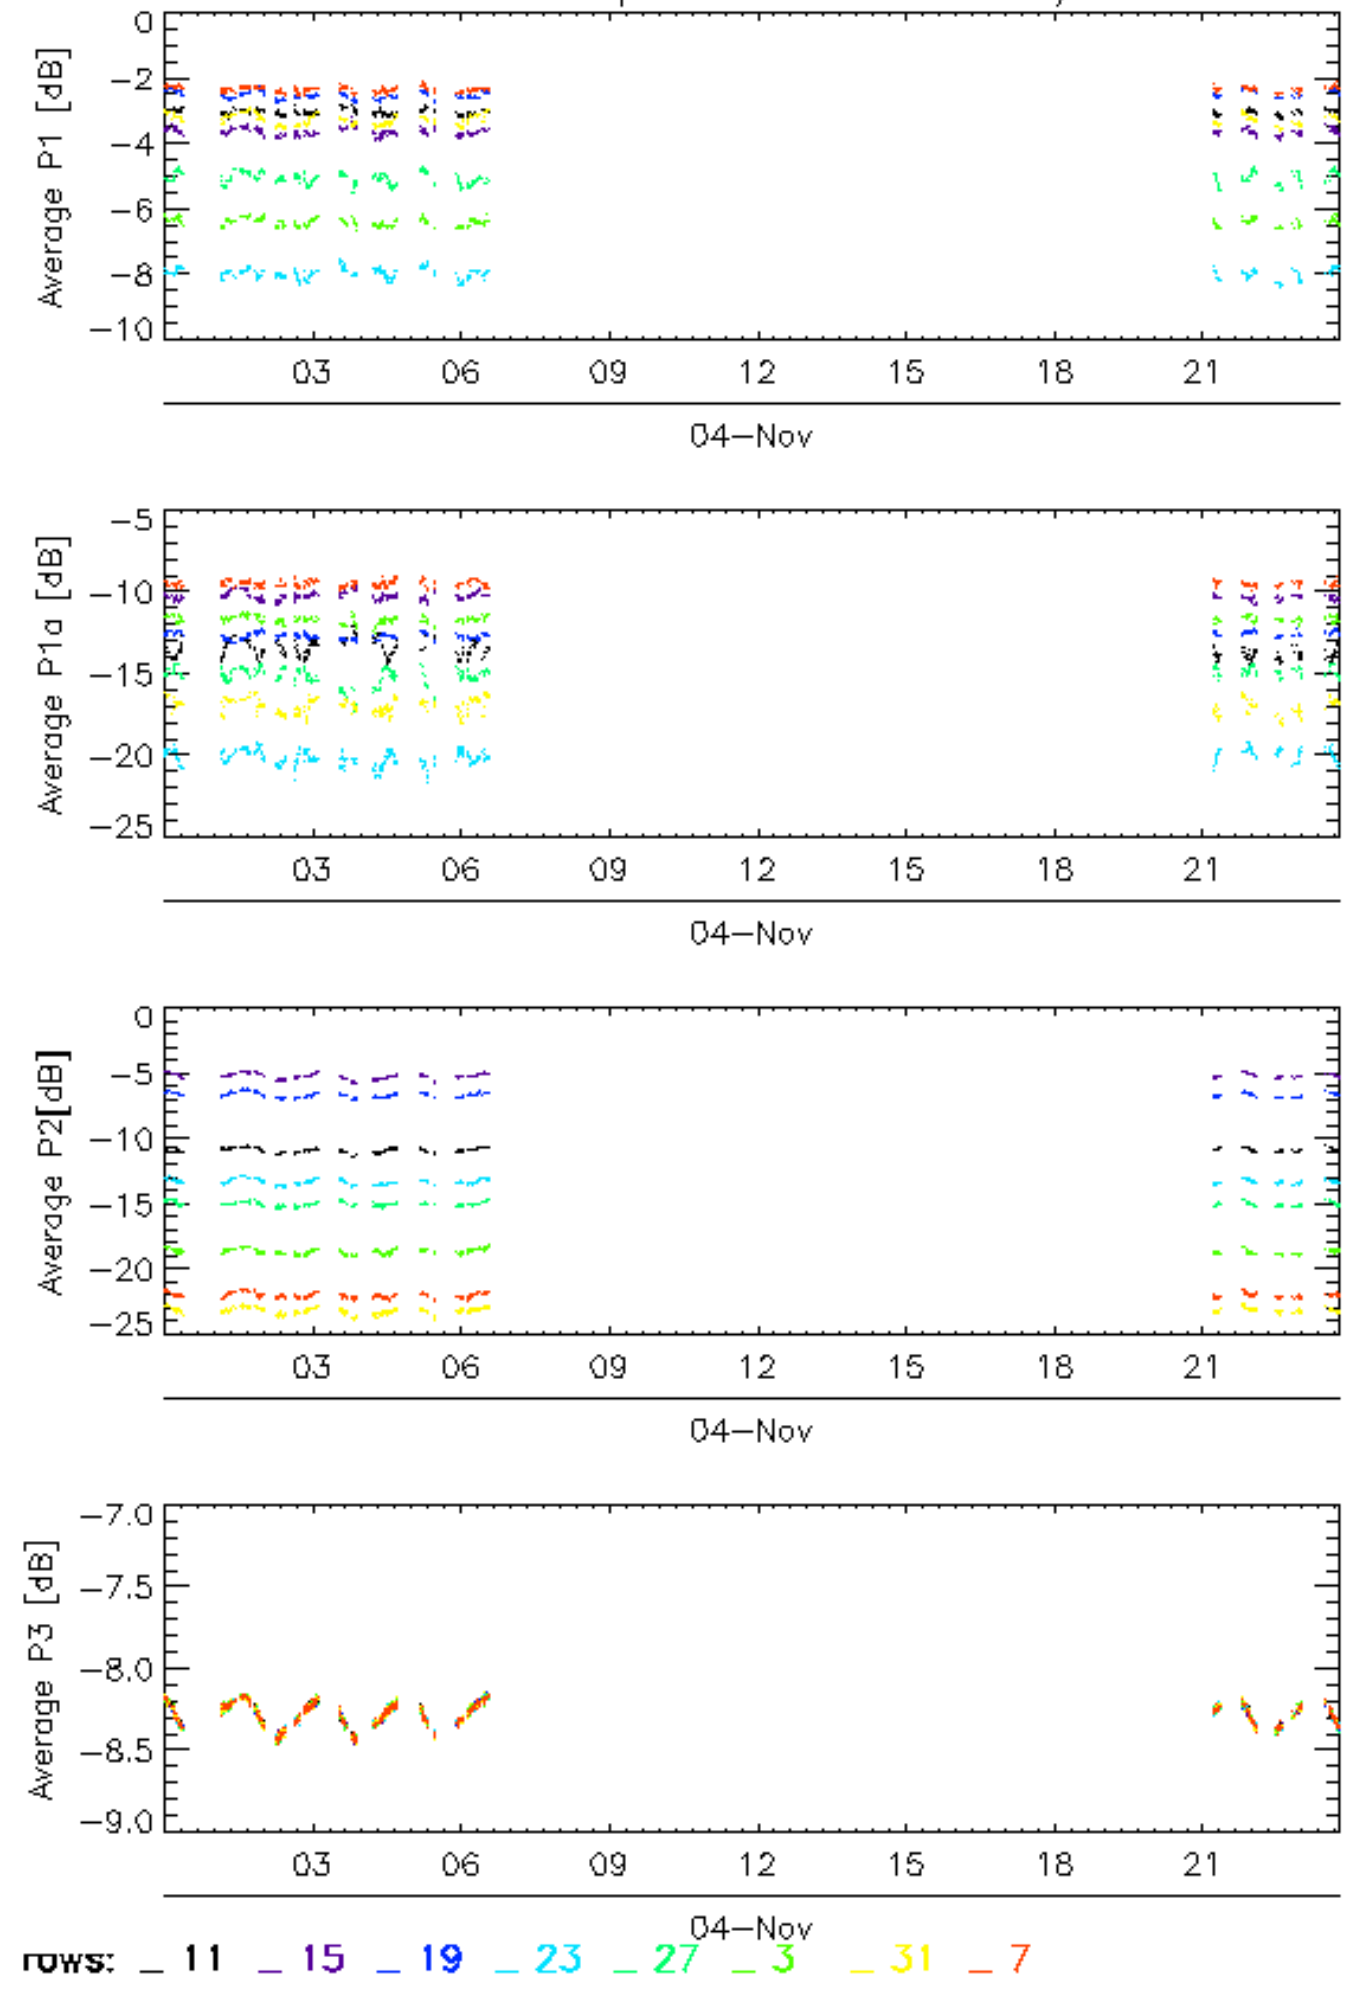 0
−2
−4
−6
−8
−10
Average P1 [dB]
03 06 09 12 15 18 21
04−Nov
−5
−10
−15
−20
−25
Average P1a [dB]
03 06 09 12 15 18 21
04−Nov
0
−5
−10
−15
−20
−25
Average P2[dB]
03 06 09 12 15 18 21
04−Nov
−7.0
−7.5
−8.0
−8.5
−9.0
Average P3 [dB]
03 06 09 12 15 18 21
04−Nov
rows: _ 11 _ 15 _ 19 _ 23 _ 27 _ 3 _ 31 _ 7